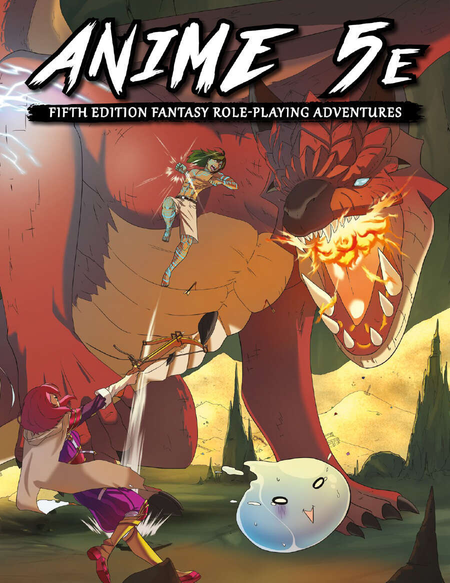 ANIME 5E
FIFTH EDITION FANTASY ROLE-PLAYING ADVENTURES